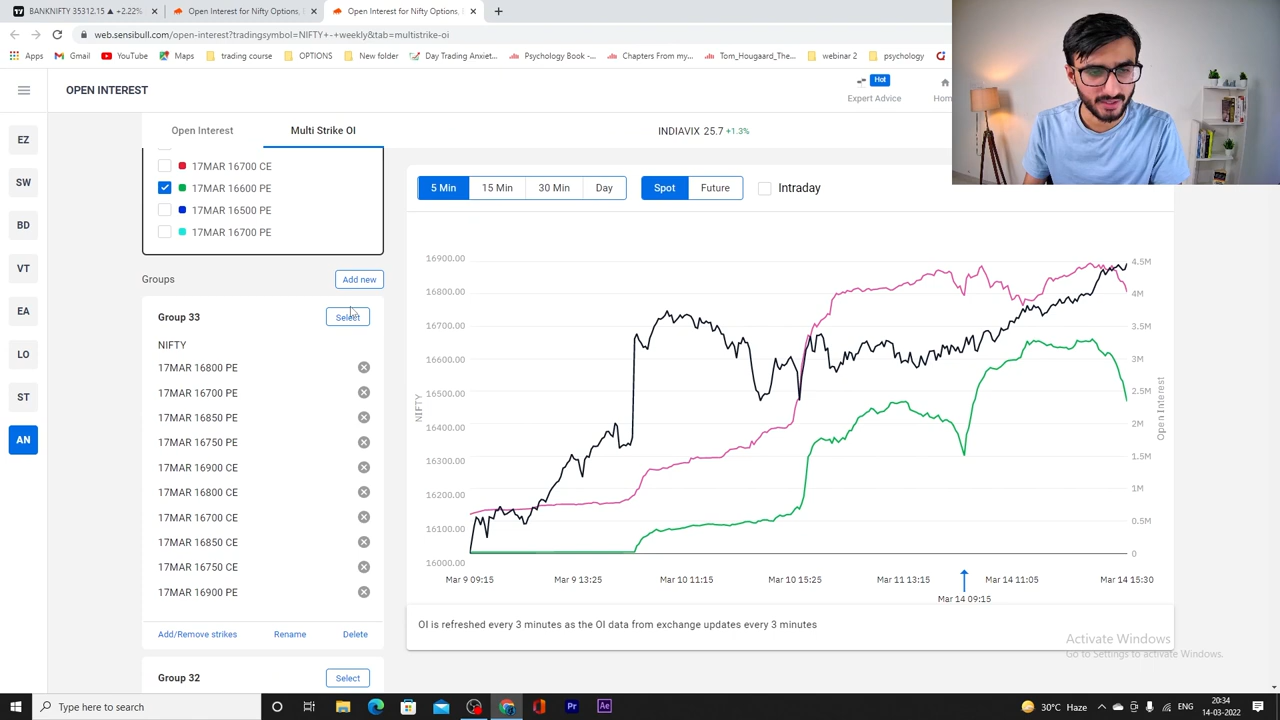 BANKNIFTY 35312.15 ▲ +2.22%
Open Interest for Nifty Options,
Open Interest for Nifty Options,
web.sensibull.com/open-interest?tradingsymbol=NIFTY+-+weekly&tab=multistrike-oi
Apps
Gmail
YouTube
trading course
OPTIONS
New folder
Day Trading Anxiet...
Psychology Book -...
Chapters From my...
Tom_Hougaard_The...
webinar 2
psychology
OPEN INTEREST
Hot
Expert Advice
Hom
EZ
SW
BD
VT
EA
LO
ST
AN
Open Interest
Multi Strike OI
INDIAVIX 25.7 +1.3%
17MAR 16700 CE
17MAR 16600 PE
17MAR 16500 PE
17MAR 16700 PE
Groups
Add new
Group 33
Select
NIFTY
17MAR 16800 PE
17MAR 16700 PE
17MAR 16850 PE
17MAR 16750 PE
17MAR 16900 CE
17MAR 16800 CE
17MAR 16700 CE
17MAR 16850 CE
17MAR 16750 CE
17MAR 16900 PE
Add/Remove strikes
Rename
Delete
Group 32
Select
5 Min
15 Min
30 Min
Day
Spot
Future
Intraday
16900.00
16800.00
16700.00
16600.00
16500.00
16400.00
16300.00
16200.00
16100.00
16000.00
NIFTY
4.5M
4M
3.5M
3M
2.5M
2M
1.5M
1M
0.5M
0
Open Interest
Mar 9 09:15
Mar 9 13:25
Mar 10 11:15
Mar 10 15:25
Mar 11 13:15
Mar 14 11:05
Mar 14 15:30
Mar 14 09:15
OI is refreshed every 3 minutes as the OI data from exchange updates every 3 minutes
Activate Windows
Go to Settings to activate Windows.
Type here to search
Pr
Ae
30°C Haze
ENG
20:34
14-03-2022